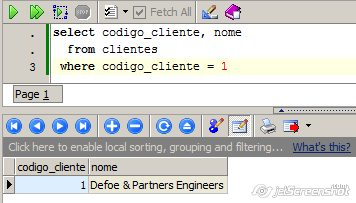 Fetch All
. select codigo_cliente, nome
. from clientes
3 where codigo_cliente = 1
Page 1
Click here to enable local sorting, grouping and filtering... What's this?
codigo_cliente nome
1 Defoe & Partners Engineers
jetScreenshot